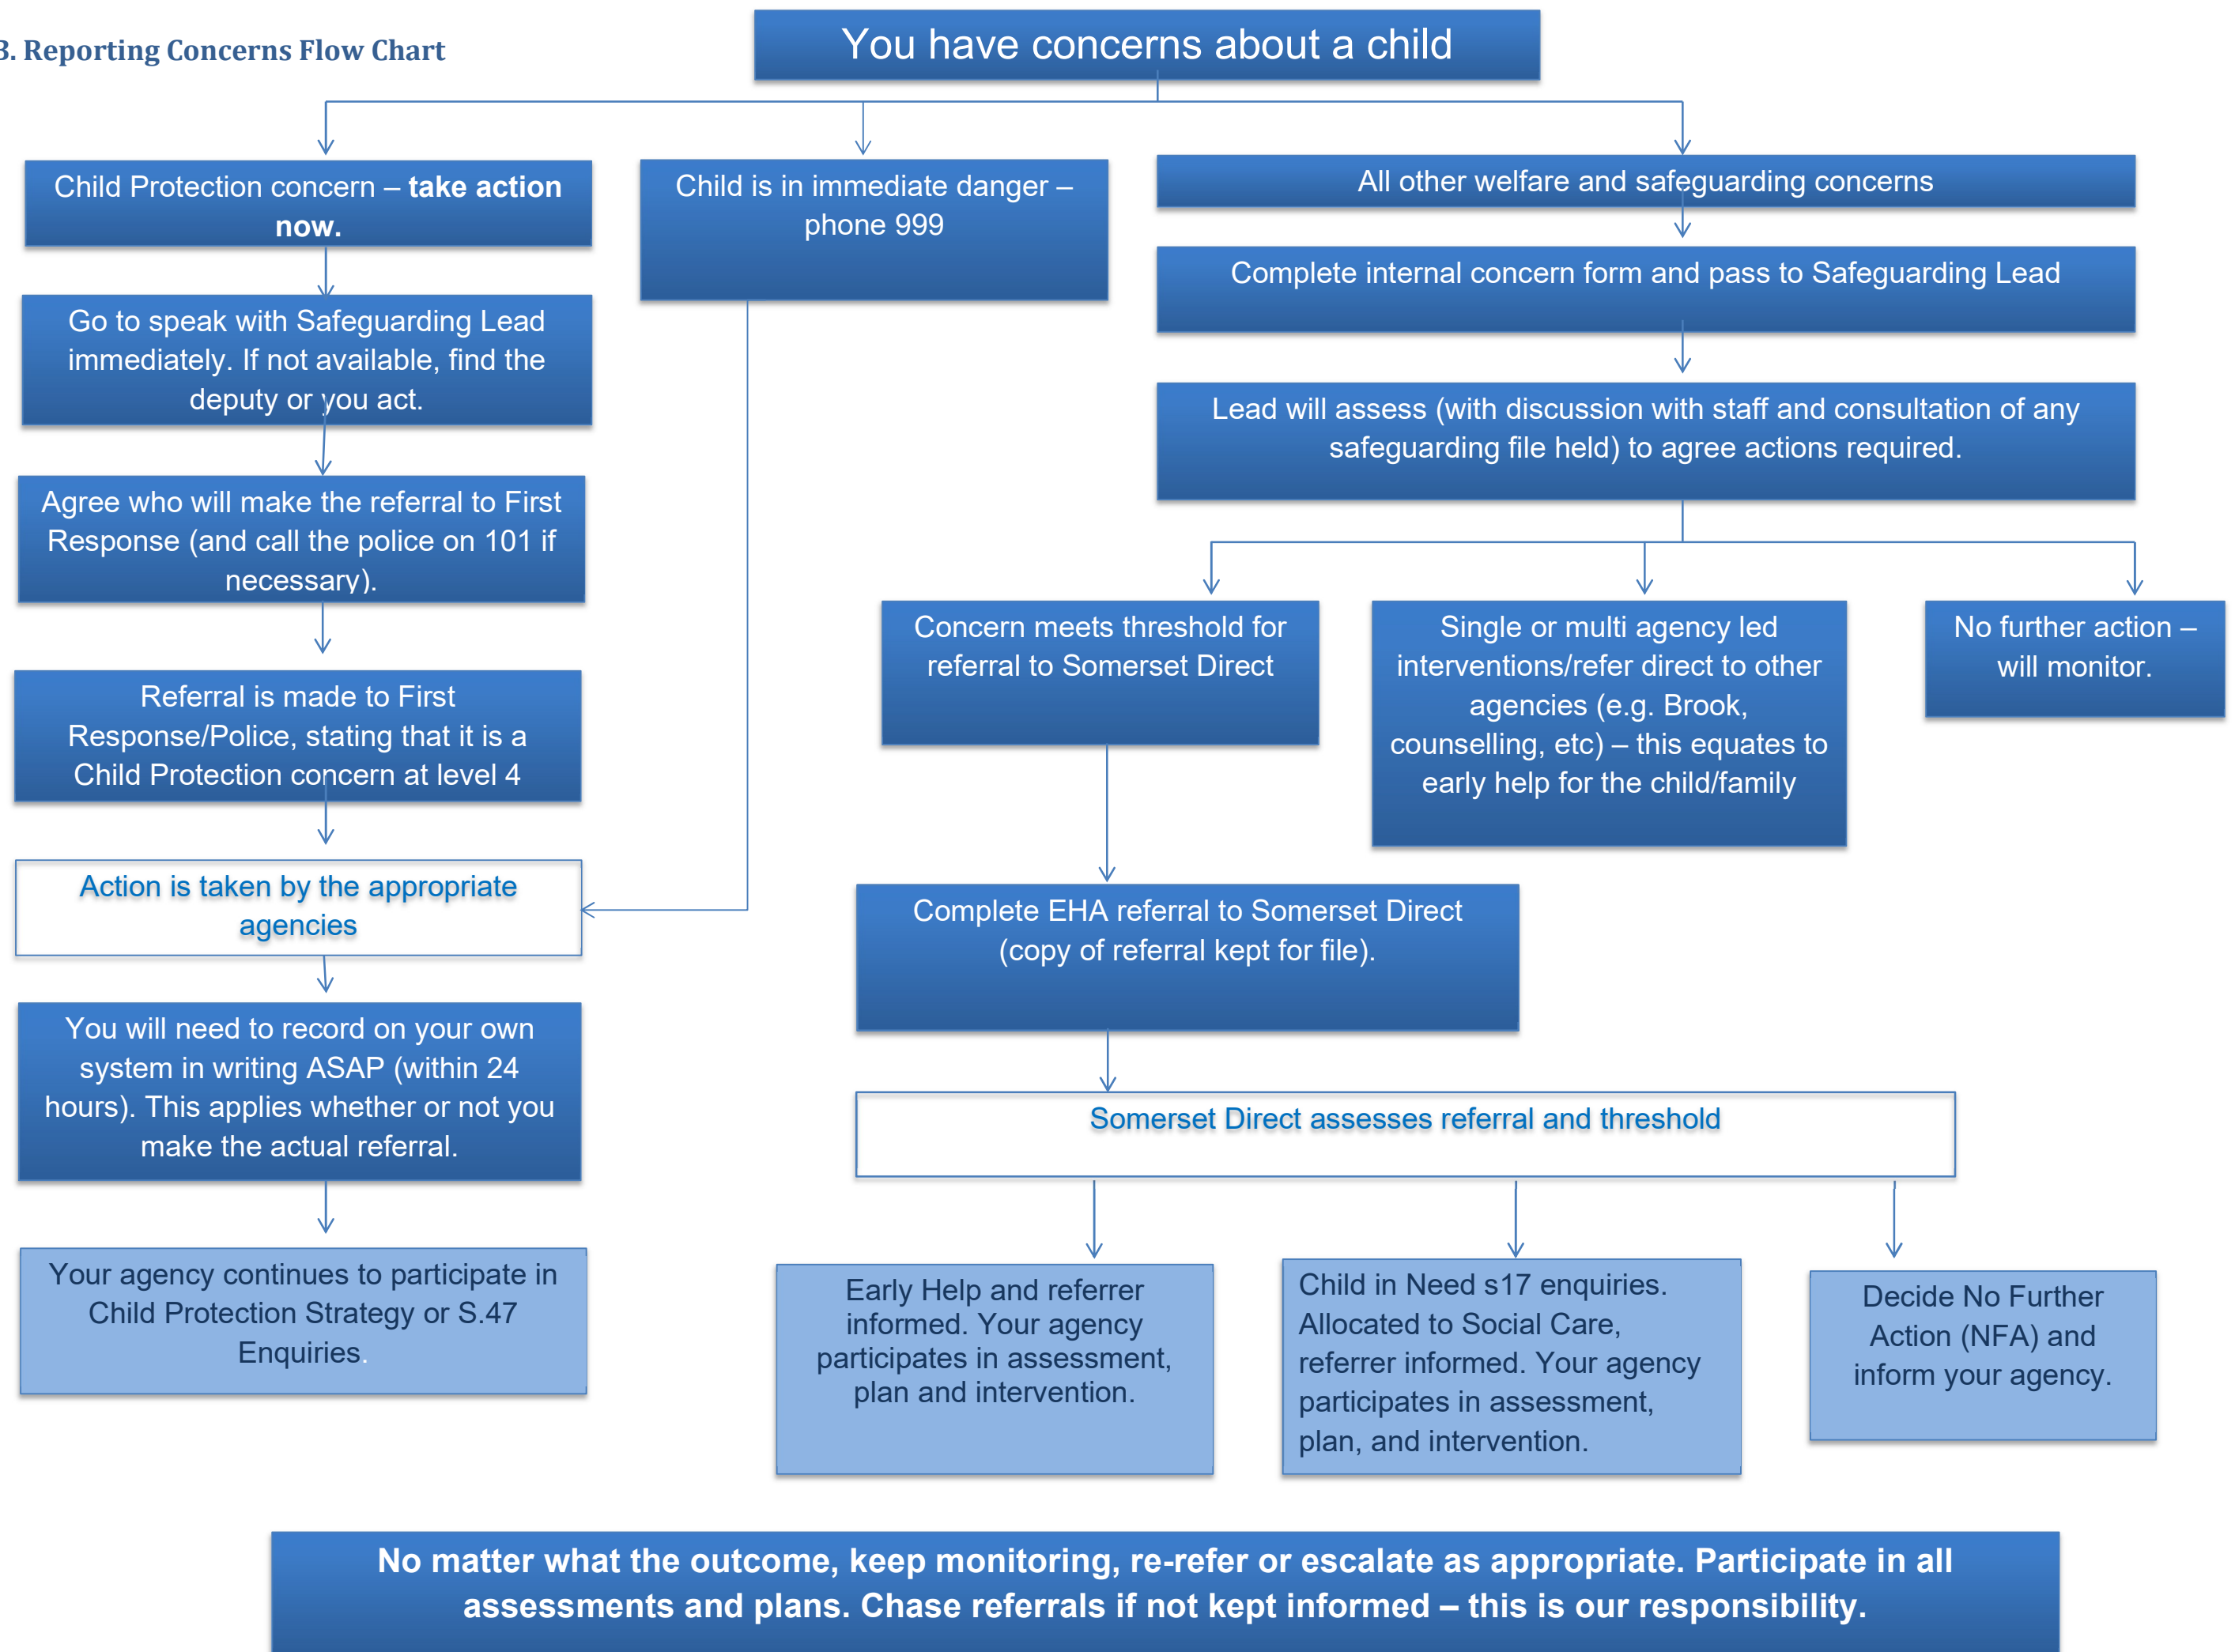 3. Reporting Concerns Flow Chart
You have concerns about a child
Child Protection concern – take action
now.
Go to speak with Safeguarding Lead
immediately. If not available, find the
deputy or you act.
Agree who will make the referral to First
Response (and call the police on 101 if
necessary).
Referral is made to First
Response/Police, stating that it is a
Child Protection concern at level 4
Action is taken by the appropriate
agencies
You will need to record on your own
system in writing ASAP (within 24
hours). This applies whether or not you
make the actual referral.
Your agency continues to participate in
Child Protection Strategy or S.47
Enquiries.
Child is in immediate danger –
phone 999
All other welfare and safeguarding concerns
Complete internal concern form and pass to Safeguarding Lead
Lead will assess (with discussion with staff and consultation of any
safeguarding file held) to agree actions required.
Concern meets threshold for
referral to Somerset Direct
Single or multi agency led
interventions/refer direct to other
agencies (e.g. Brook,
counselling, etc) – this equates to
early help for the child/family
No further action –
will monitor.
Complete EHA referral to Somerset Direct
(copy of referral kept for file).
Somerset Direct assesses referral and threshold
Early Help and referrer
informed. Your agency
participates in assessment,
plan and intervention.
Child in Need s17 enquiries.
Allocated to Social Care,
referrer informed. Your agency
participates in assessment,
plan, and intervention.
Decide No Further
Action (NFA) and
inform your agency.
No matter what the outcome, keep monitoring, re-refer or escalate as appropriate. Participate in all
assessments and plans. Chase referrals if not kept informed – this is our responsibility.